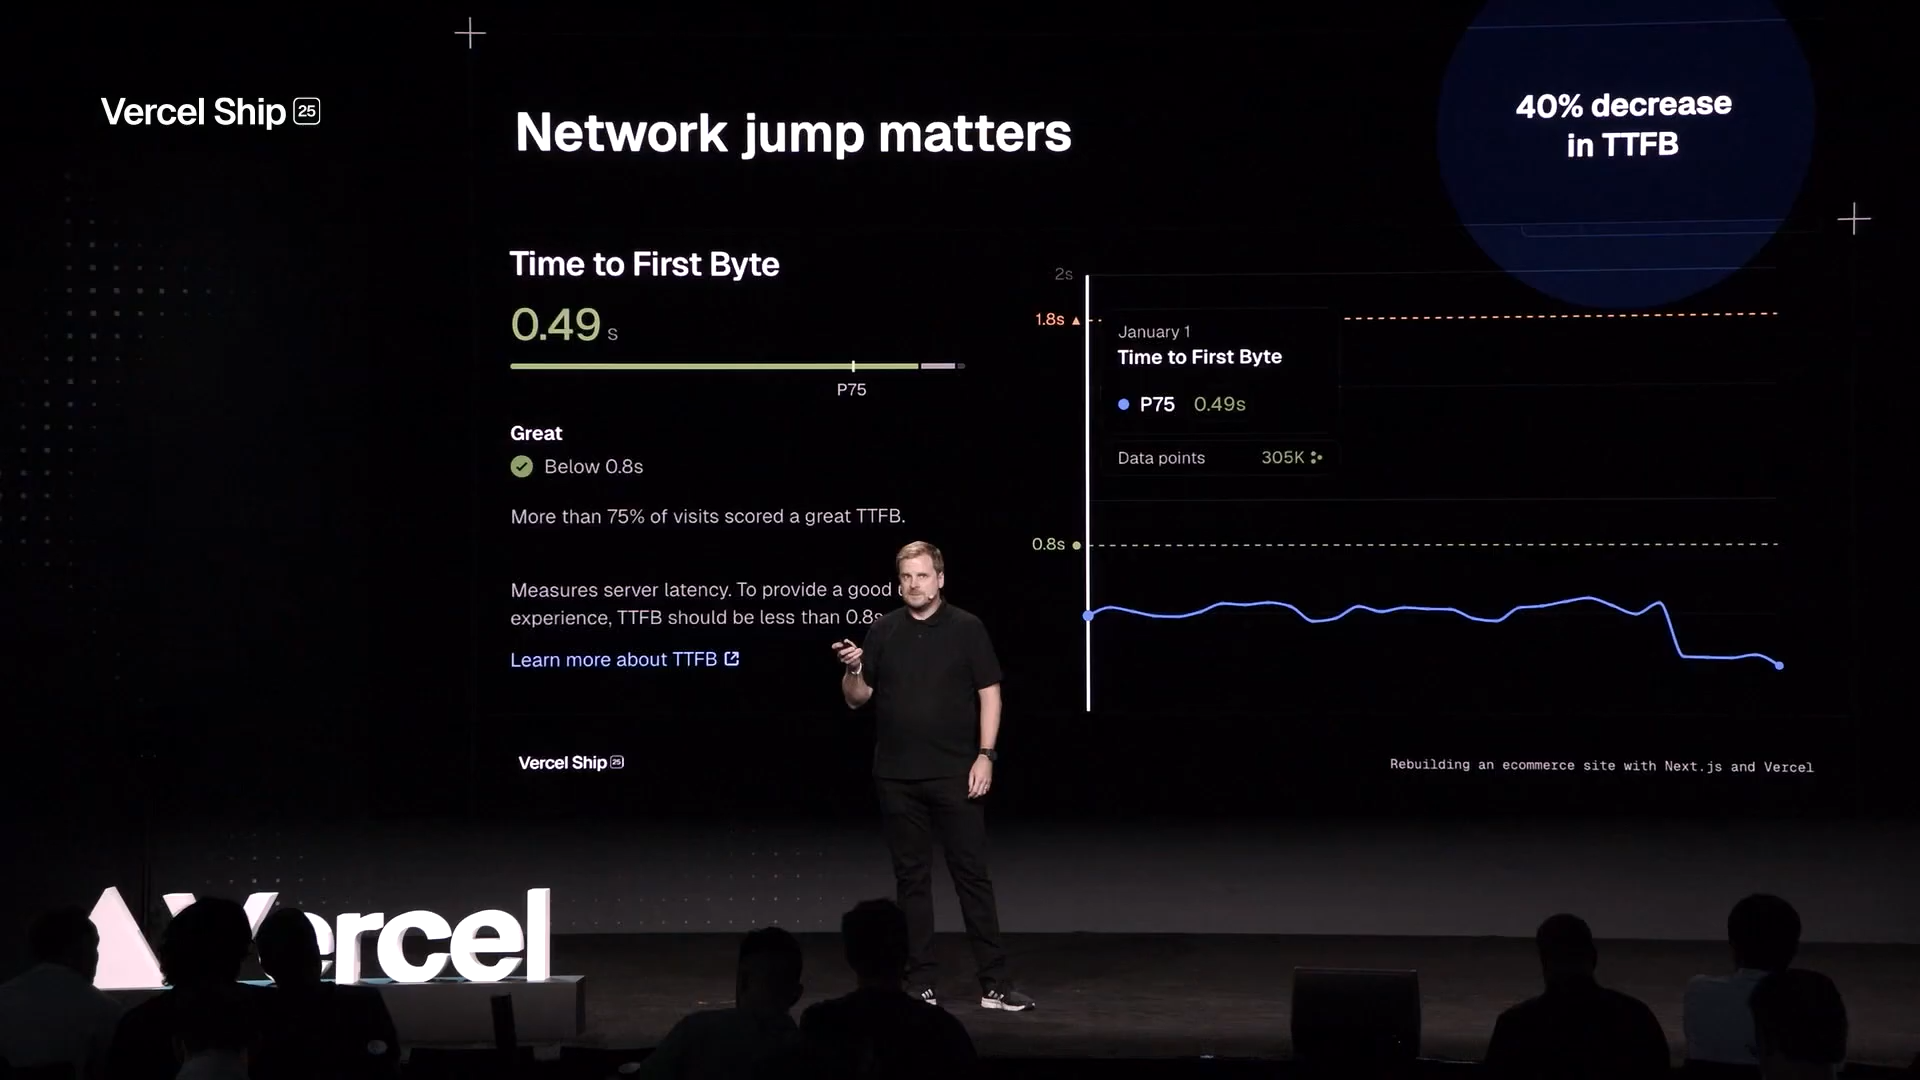 Vercel Ship 25
Network jump matters
40% decrease
in TTFB
Time to First Byte
0.49 s
P75
Great
Below 0.8s
More than 75% of visits scored a great TTFB.
Measures server latency. To provide a good
experience, TTFB should be less than 0.8s
Learn more about TTFB
2s
1.8s
January 1
Time to First Byte
P75 0.49s
Data points 305K
0.8s
Vercel Ship 25
Rebuilding an ecommerce site with Next.js and Vercel
Vercel